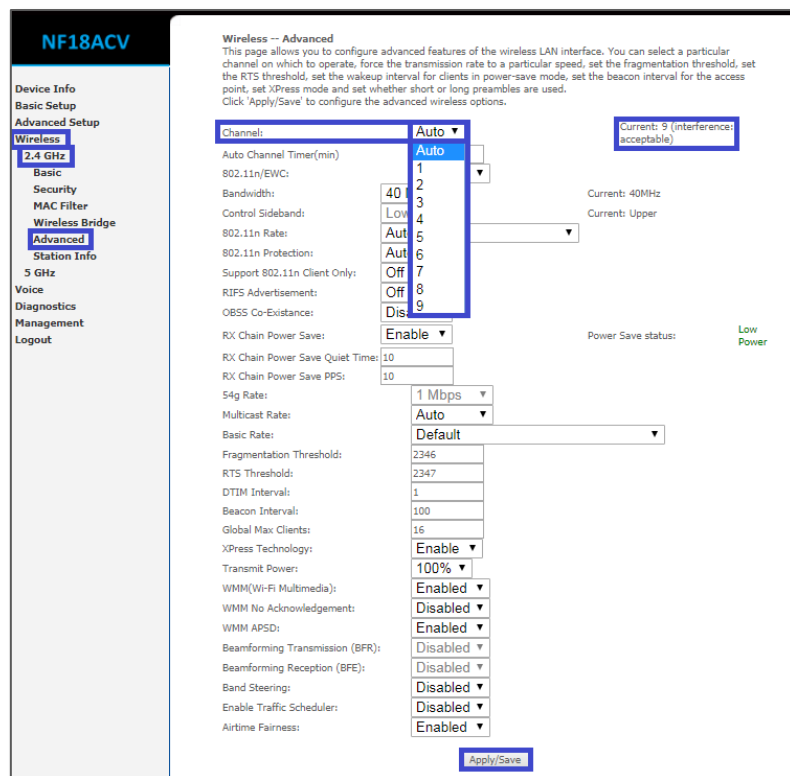 NF18ACV
Device Info
Basic Setup
Advanced Setup
Wireless
2.4 GHz
Basic
Security
MAC Filter
Wireless Bridge
Advanced
Station Info
5 GHz
Voice
Diagnostics
Management
Logout
Wireless -- Advanced
This page allows you to configure advanced features of the wireless LAN interface. You can select a particular
channel on which to operate, force the transmission rate to a particular speed, set the fragmentation threshold, set
the RTS threshold, set the wakeup interval for clients in power-save mode, set the beacon interval for the access
point, set XPress mode and set whether short or long preambles are used.
Click 'Apply/Save' to configure the advanced wireless options.
Channel: Auto Current: 9 (interference:
acceptable)
Auto Channel Timer(min) Auto
802.11n/EWC: 1
2
Bandwidth: 40 Current: 40MHz
3
Control Sideband: Low Current: Upper
4
802.11n Rate: Aut
5
802.11n Protection: Aut 6
Support 802.11n Client Only: Off 7
RIFS Advertisement: Off 8
OBSS Co-Existance: Dis 9
RX Chain Power Save: Enable Power Save status: Low
Power
RX Chain Power Save Quiet Time: 10
RX Chain Power Save PPS: 10
54g Rate: 1 Mbps
Multicast Rate: Auto
Basic Rate: Default
Fragmentation Threshold: 2346
RTS Threshold: 2347
DTIM Interval: 1
Beacon Interval: 100
Global Max Clients: 16
XPress Technology: Enable
Transmit Power: 100%
WMM(Wi-Fi Multimedia): Enabled
WMM No Acknowledgement: Disabled
WMM APSD: Enabled
Beamforming Transmission (BFR): Disabled
Beamforming Reception (BFE): Disabled
Band Steering: Disabled
Enable Traffic Scheduler: Disabled
Airtime Fairness: Enabled
Apply/Save